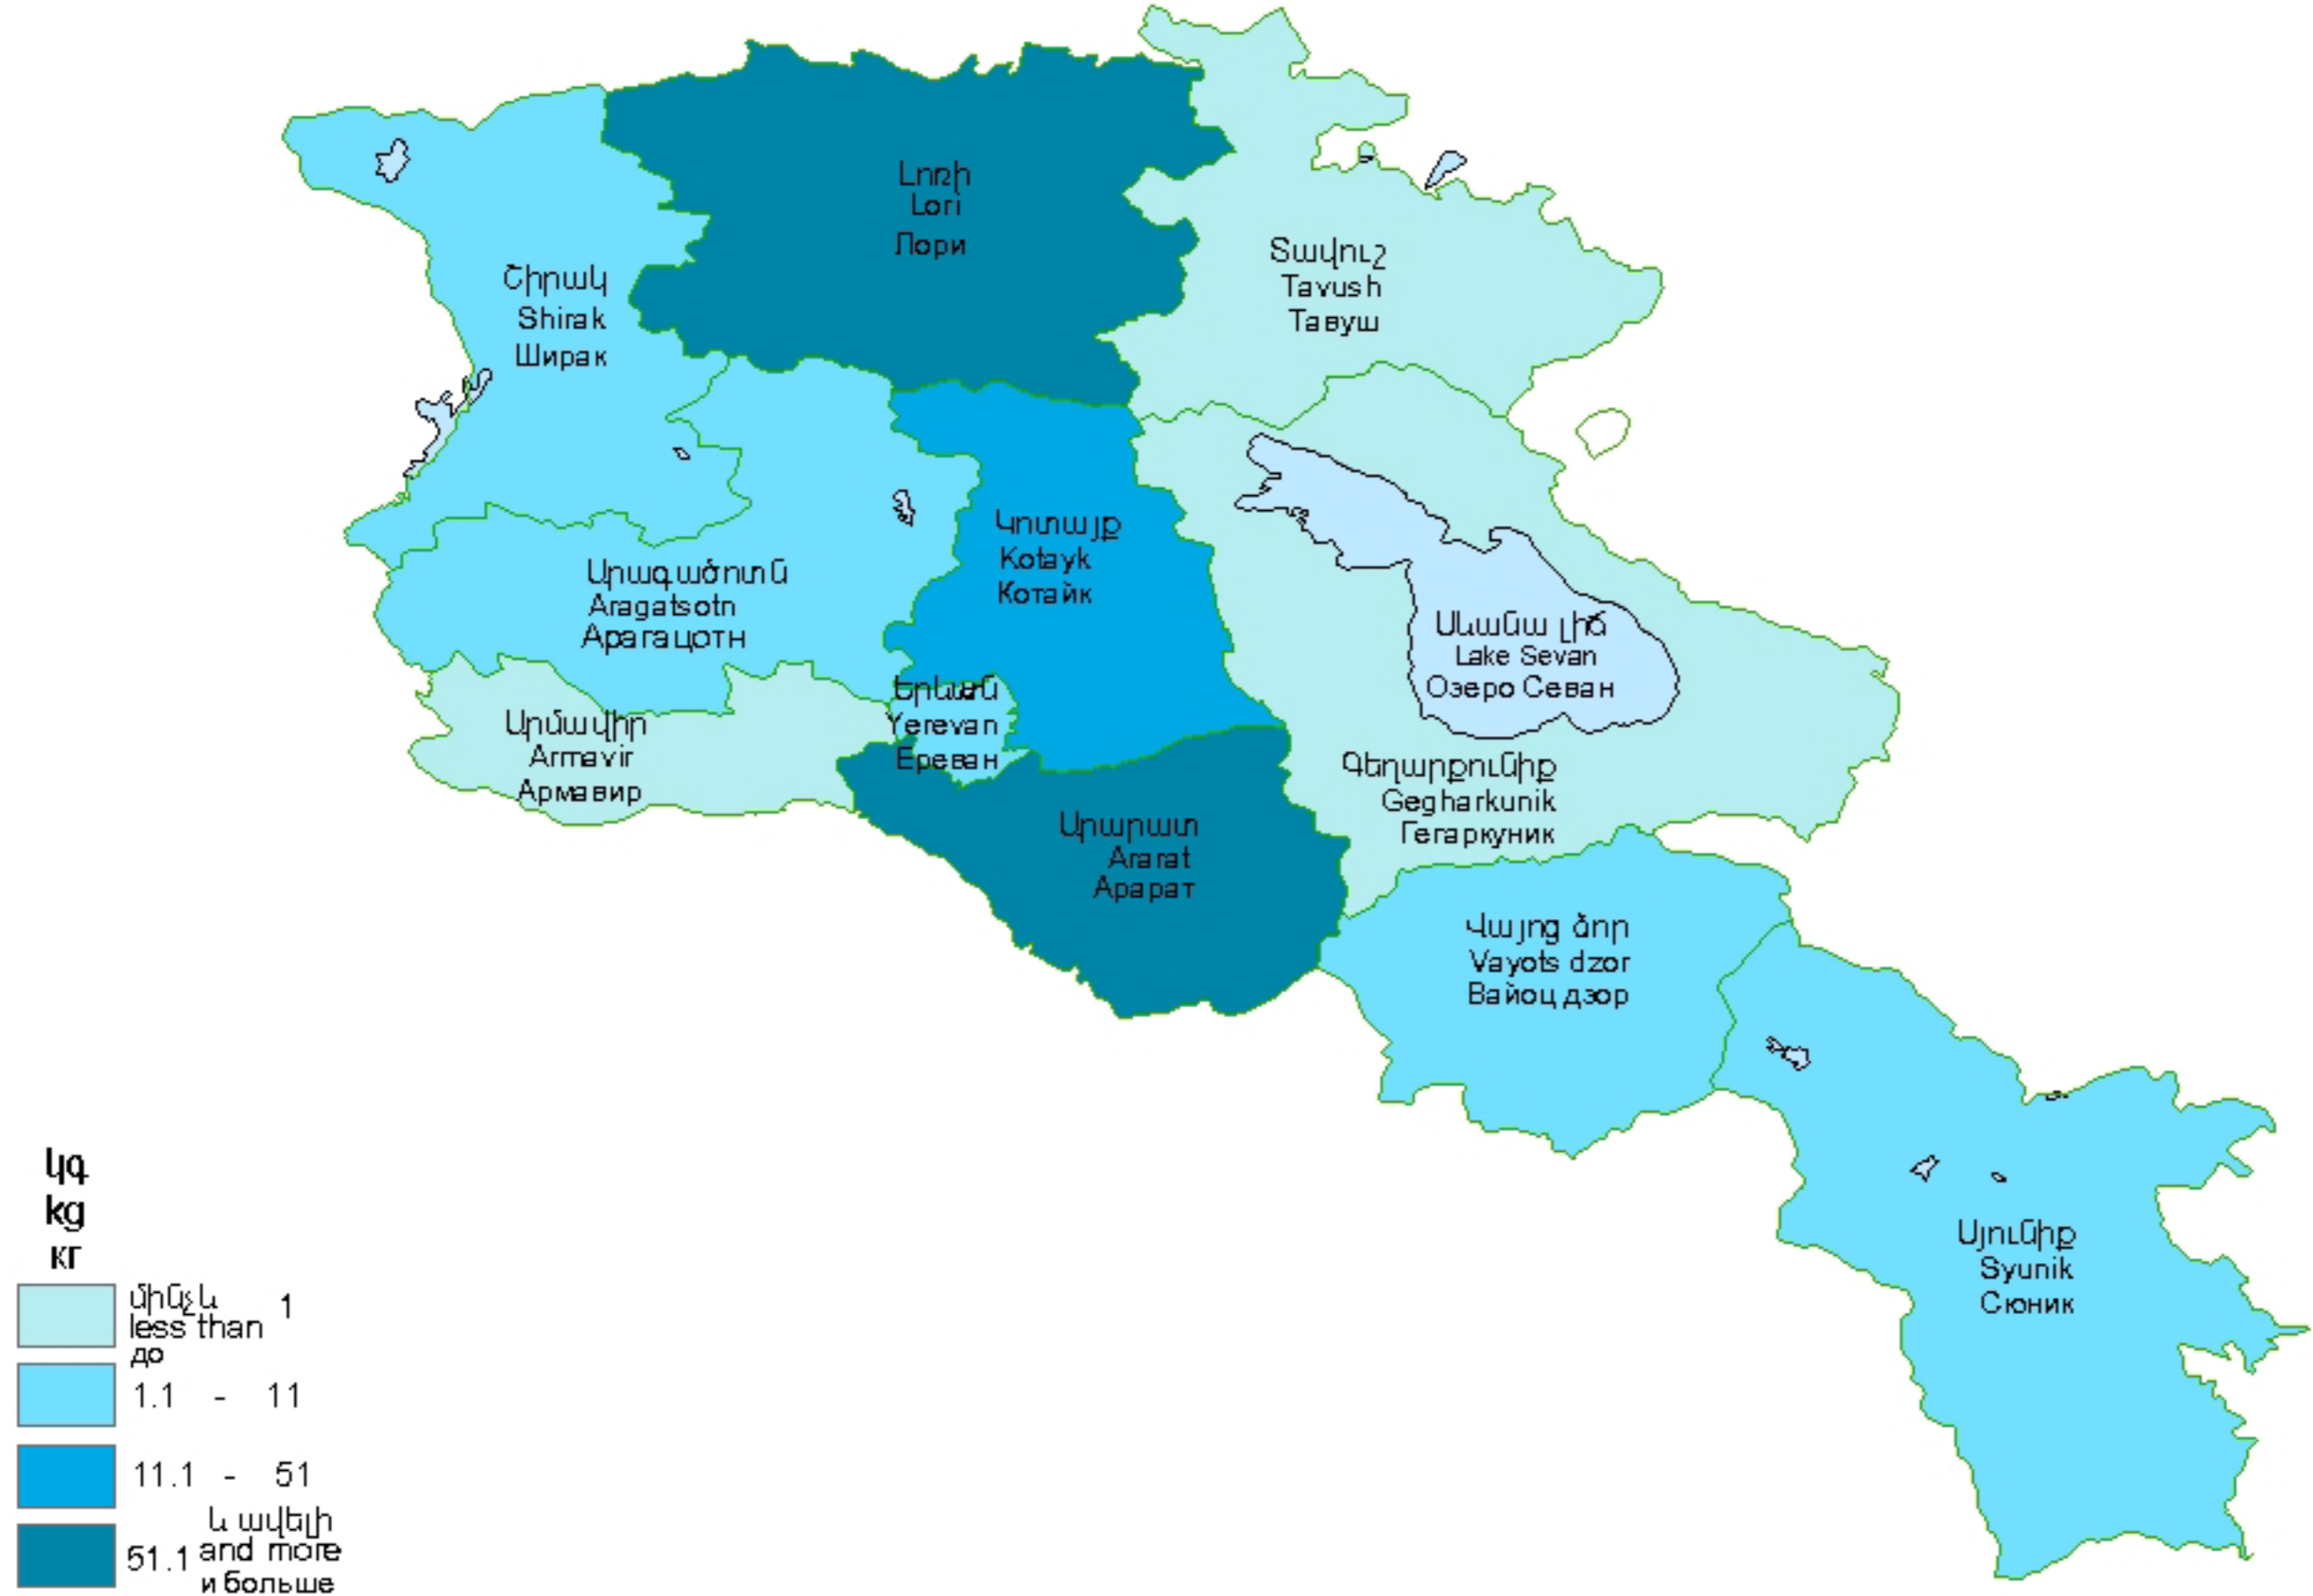 Լոռի
Lori
Лори
Տավուշ
Tavush
Тавуш
Շիրակ
Shirak
Ширак
Կոտայք
Kotayk
Котайк
Արագածոտն
Aragatsotn
Арагацотн
Սևանա լիճ
Lake Sevan
Озеро Севан
Երևան
Yerevan
Ереван
Արմավիր
Armavir
Армавир
Գեղարքունիք
Gegharkunik
Гегаркуник
Արարատ
Ararat
Арарат
Վայոց ձոր
Vayots dzor
Вайоц дзор
Սյունիք
Syunik
Сюник
կգ
kg
кг
մինչև 1
less than
до
1.1 - 11
11.1 - 51
և ավելի
51.1 and more
и больше